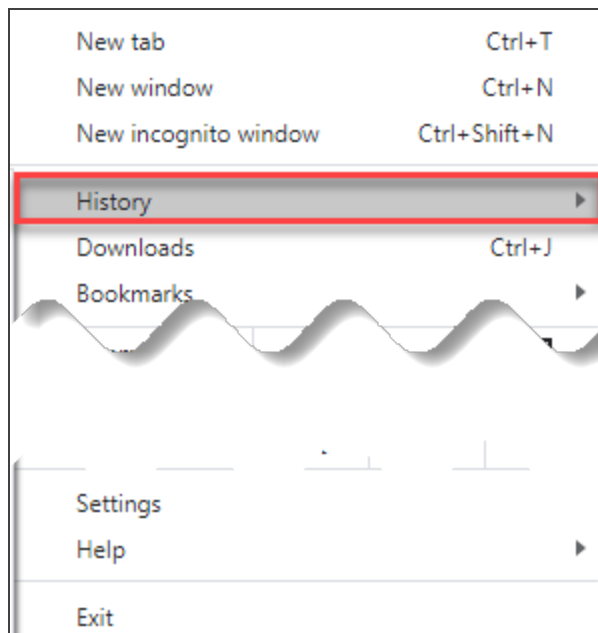 New tab Ctrl+T
New window Ctrl+N
New incognito window Ctrl+Shift+N
History
Downloads Ctrl+J
Bookmarks
Settings
Help
Exit